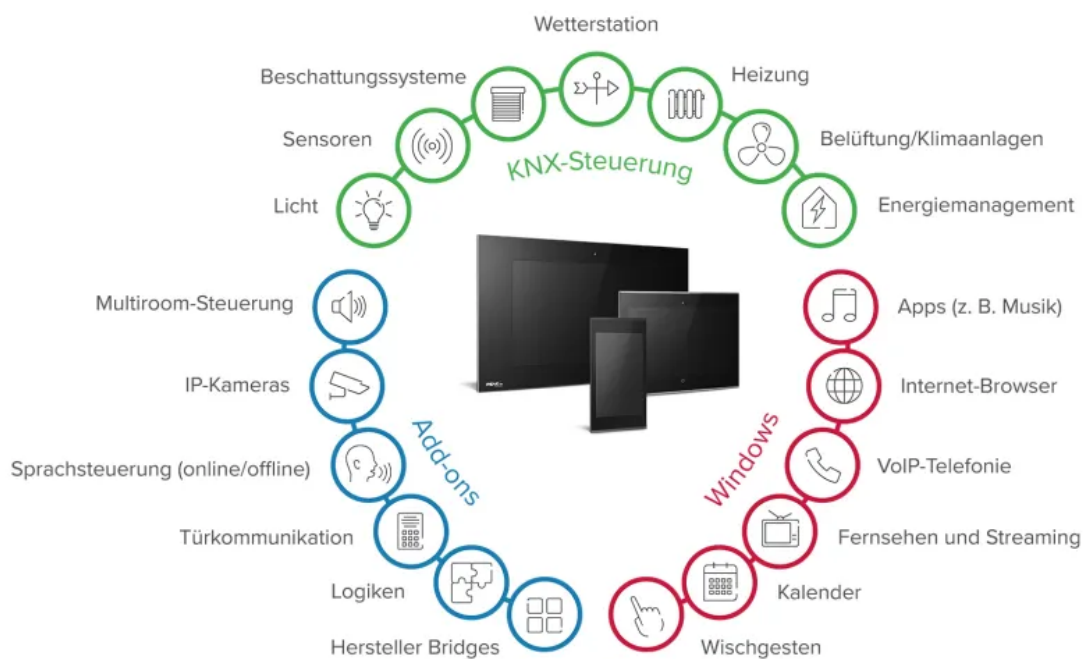 Wetterstation
Beschattungssysteme
Heizung
Sensoren
Belüftung/Klimaanlagen
KNX-Steuerung
Licht
Energiemanagement
Multiroom-Steuerung
Apps (z. B. Musik)
IP-Kameras
Internet-Browser
Add-ons
Windows
Sprachsteuerung (online/offline)
VoIP-Telefonie
Türkommunikation
Fernsehen und Streaming
Logiken
Kalender
Hersteller Bridges
Wischgesten